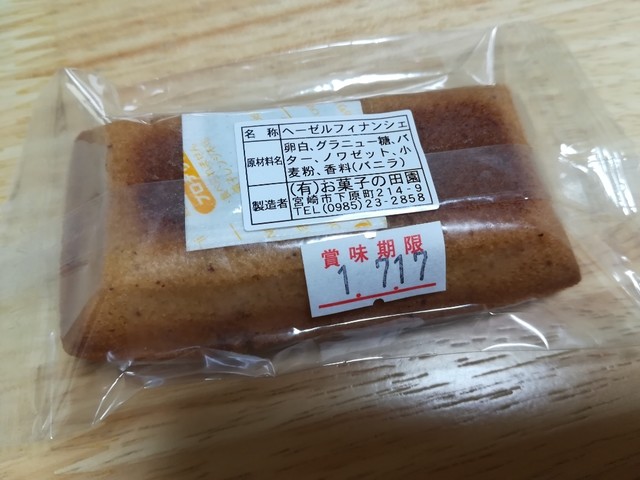 名称 ヘーゼルフィナンシェ
原材料名 卵白、グラニュー糖、バ
ター、ノワゼット、小
麦粉、香料(バニラ)
製造者 (有)お菓子の田園
宮崎市下原町214-9
TEL(0985)23-2858
賞味期限
1.7.17